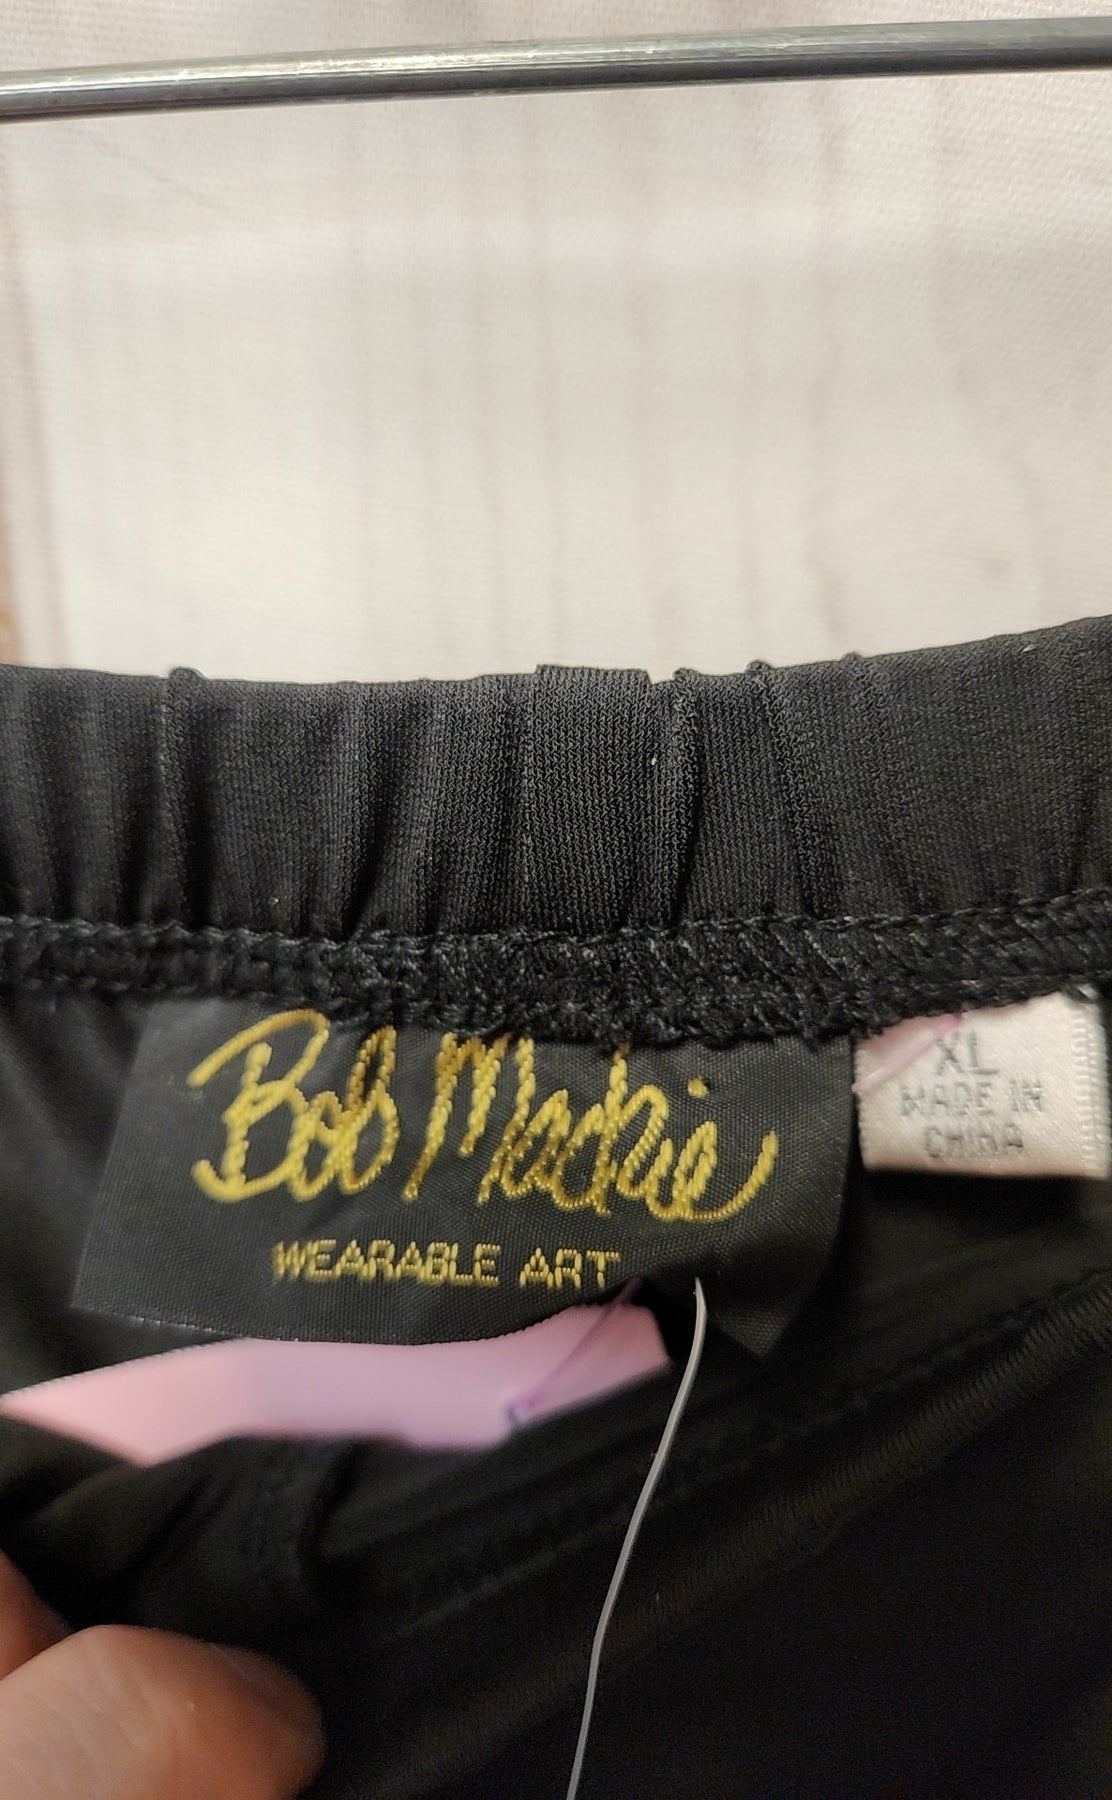 Bob Mackie
WEARABLE ART
XL
MADE IN
CHINA